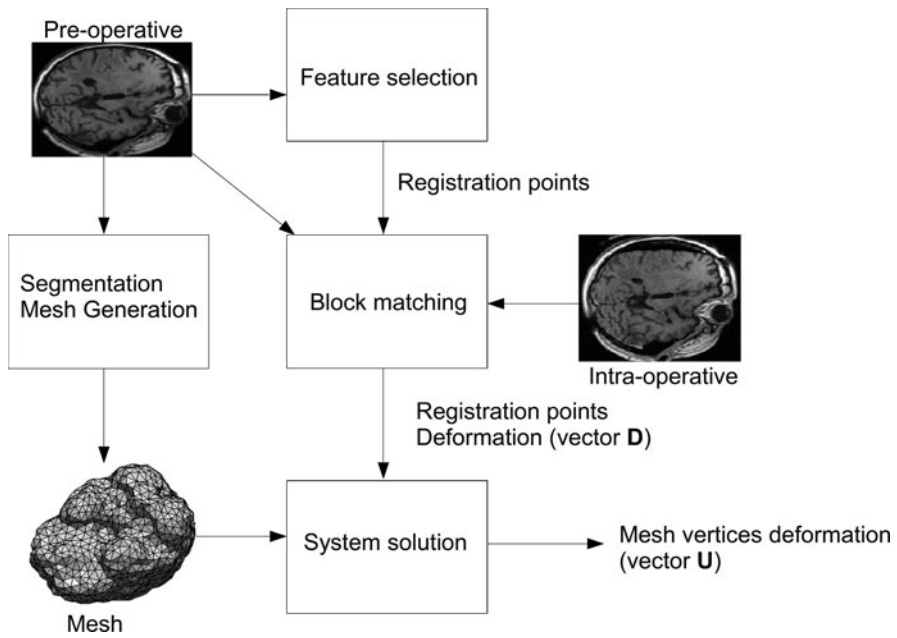 Pre-operative
Feature selection
Registration points
Segmentation
Mesh Generation
Block matching
Intra-operative
Registration points
Deformation (vector D)
System solution
Mesh vertices deformation
(vector U)
Mesh